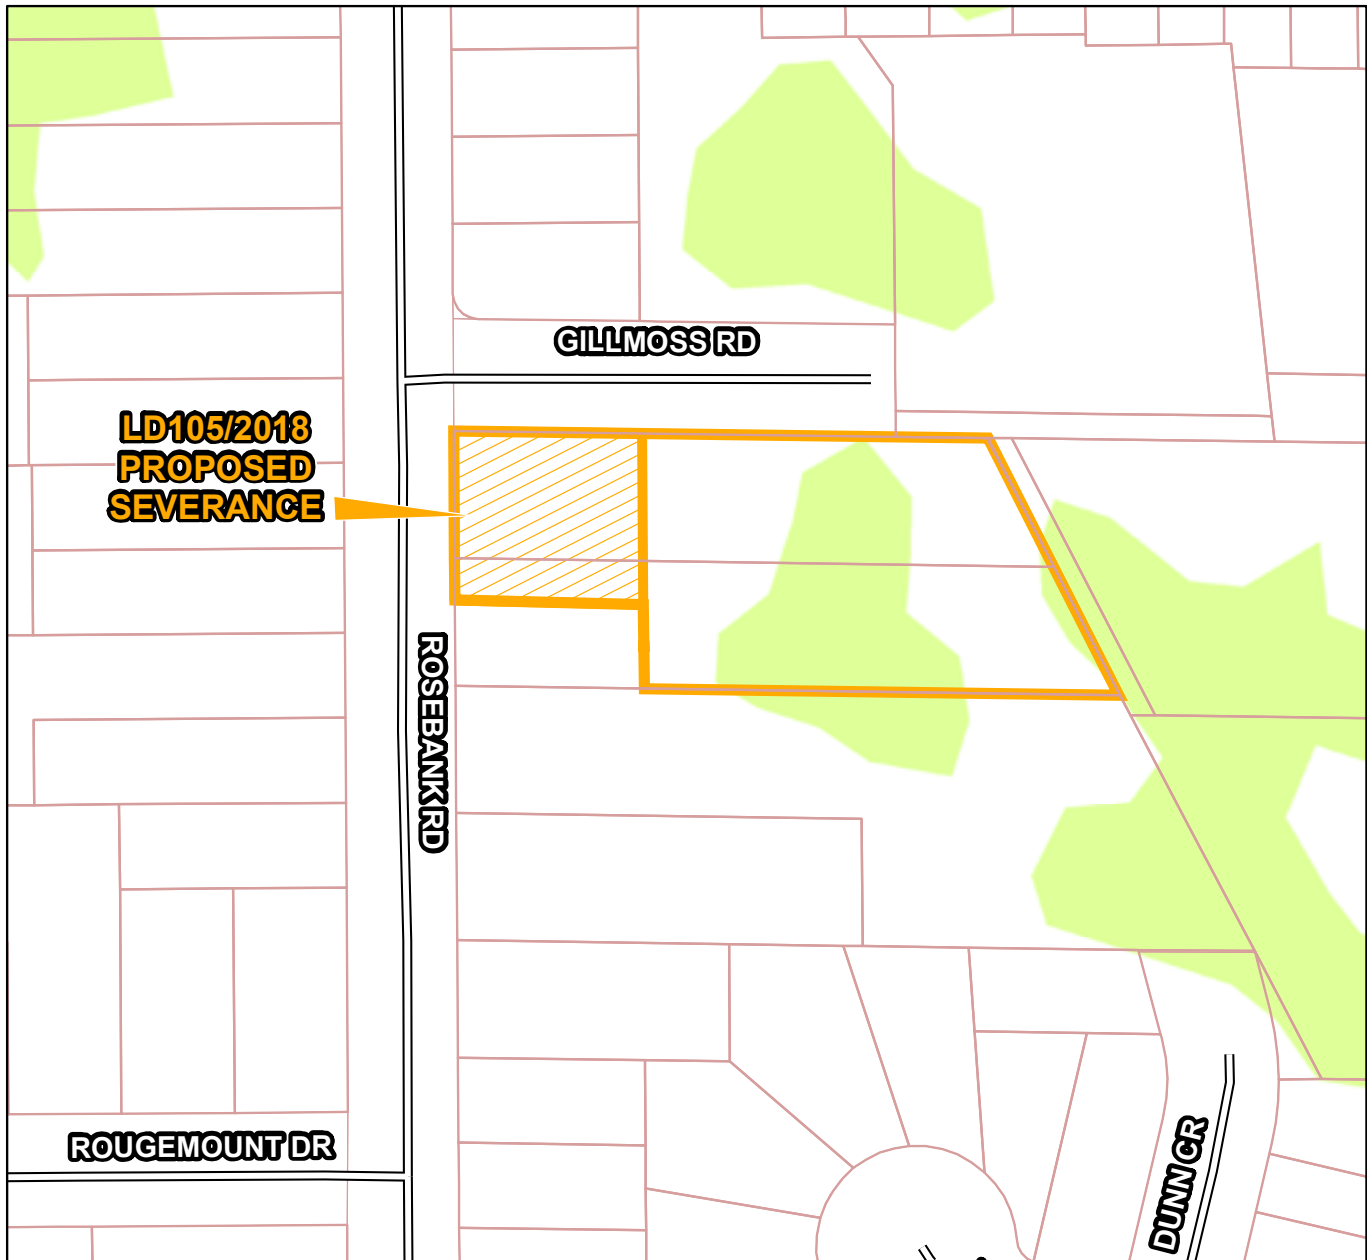 GILLMOSS RD
LD105/2018
PROPOSED
SEVERANCE
ROSEBANK RD
ROUGEMOUNT DR
DUNN CR